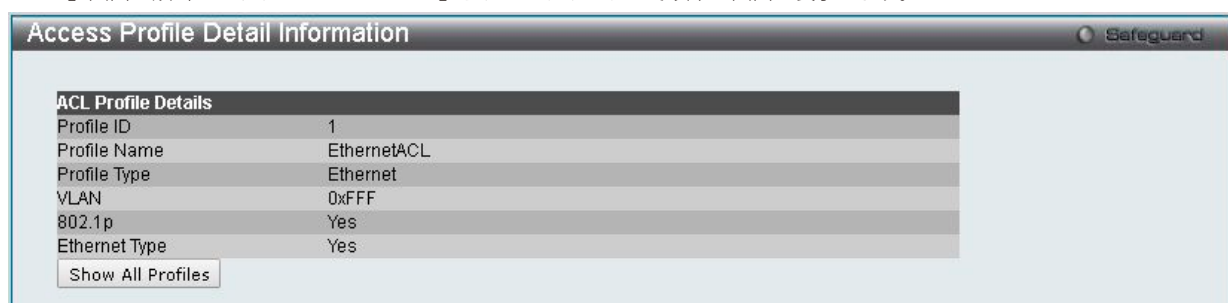 Access Profile Detail Information
Safeguard
ACL Profile Details
Profile ID 1
Profile Name EthernetACL
Profile Type Ethernet
VLAN 0xFFF
802.1p Yes
Ethernet Type Yes
Show All Profiles